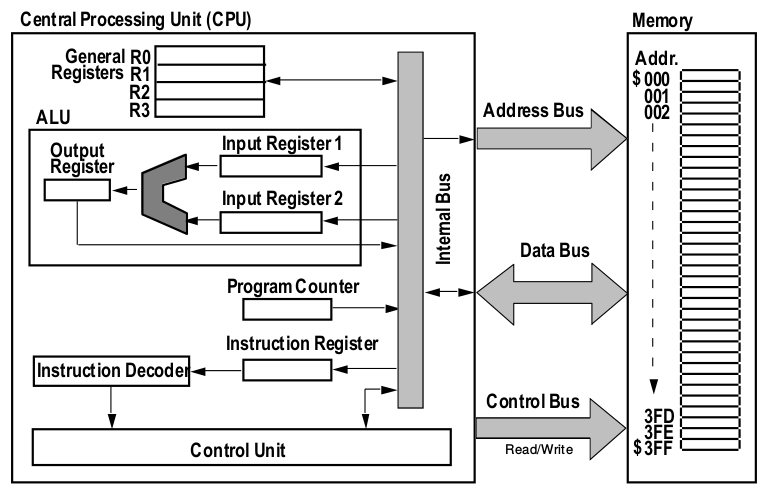 Central Processing Unit (CPU)
Memory
General
Registers
R0
R1
R2
R3
Addr.
$ 000
001
002
ALU
Output
Register
Input Register 1
Input Register 2
Address Bus
Internal Bus
Data Bus
Program Counter
Instruction Register
Instruction Decoder
Control Bus
Read/Write
Control Unit
3FD
3FE
$ 3FF